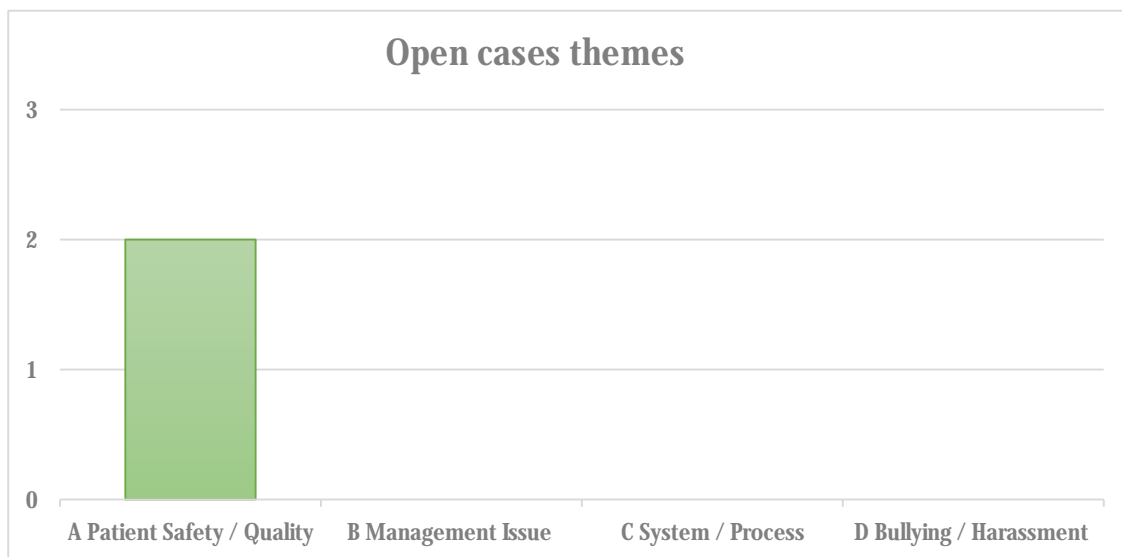 Open cases themes
3
2
1
0
A Patient Safety / Quality B Management Issue C System / Process D Bullying / Harassment